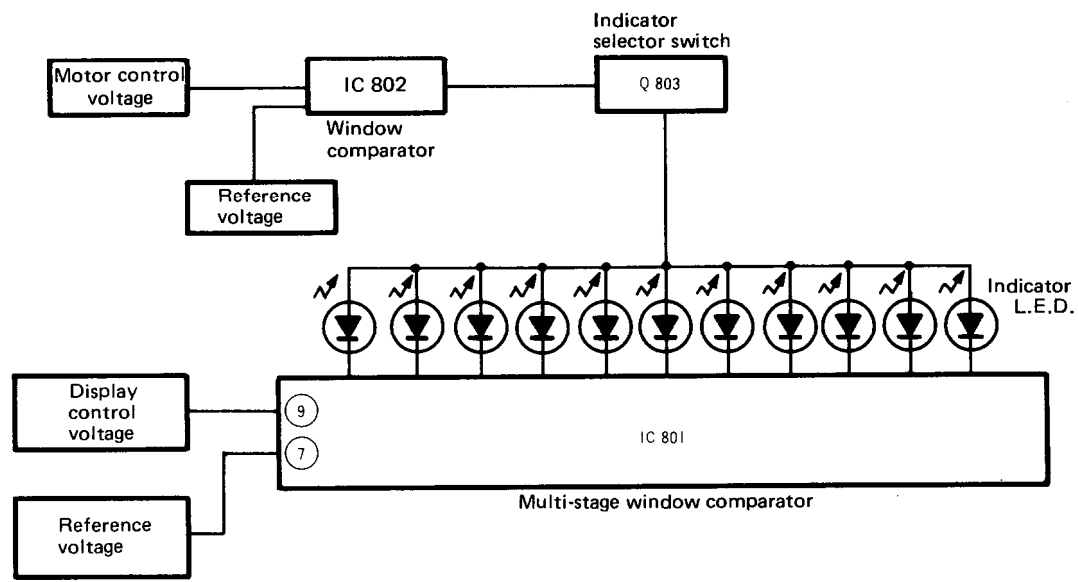 Indicator
selector switch
Motor control
voltage
IC 802
Q 803
Window
comparator
Reference
voltage
Indicator
L.E.D.
Display
control
voltage
9
IC 801
7
Multi-stage window comparator
Reference
voltage